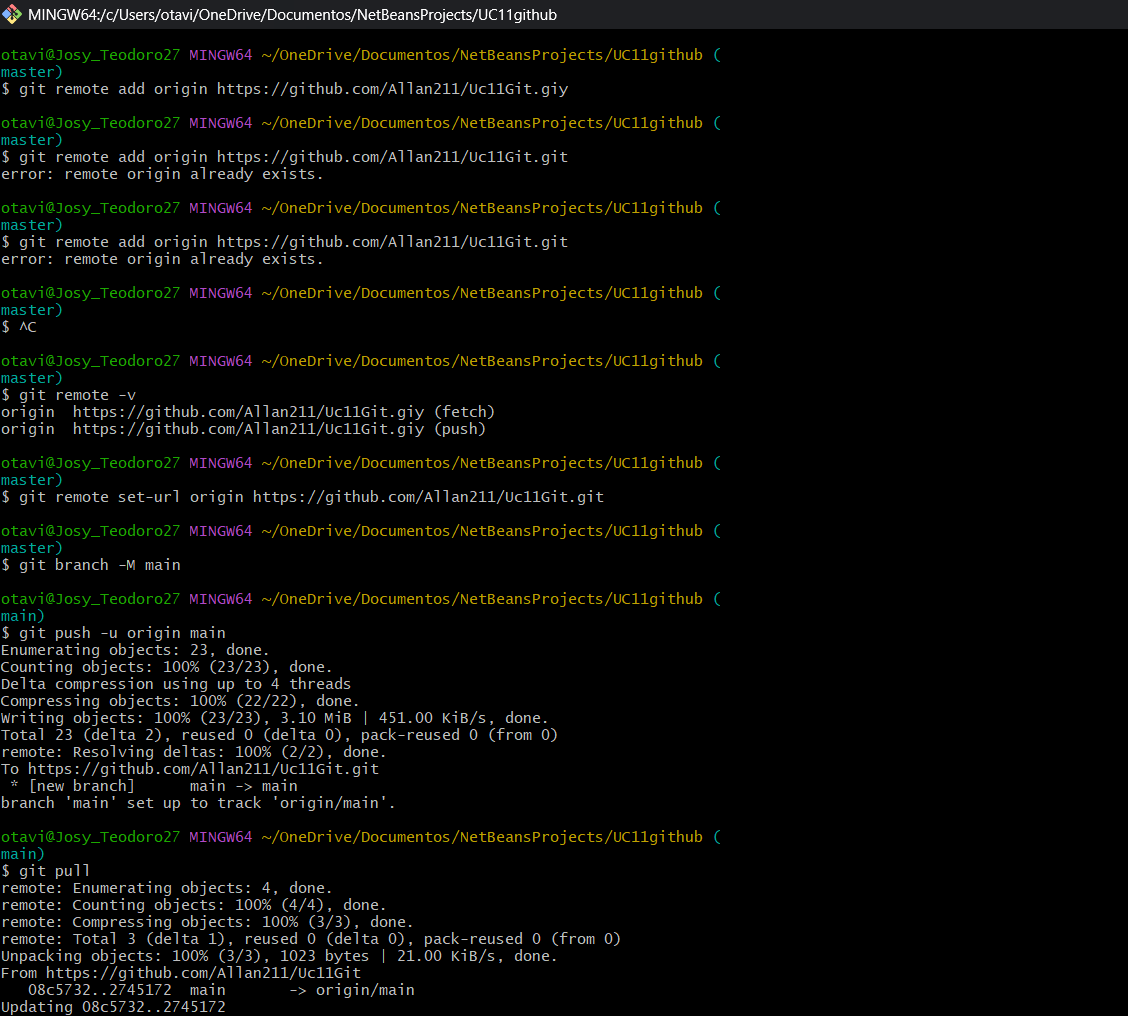 MINGW64:/c/Users/otavi/OneDrive/Documentos/NetBeansProjects/UC11github
otavi@Josy_Teodoro27 MINGW64 ~/OneDrive/Documentos/NetBeansProjects/UC11github (
master)
$ git remote add origin https://github.com/Allan211/Uc11Git.giy
otavi@Josy_Teodoro27 MINGW64 ~/OneDrive/Documentos/NetBeansProjects/UC11github (
master)
$ git remote add origin https://github.com/Allan211/Uc11Git.git
error: remote origin already exists.
otavi@Josy_Teodoro27 MINGW64 ~/OneDrive/Documentos/NetBeansProjects/UC11github (
master)
$ git remote add origin https://github.com/Allan211/Uc11Git.git
error: remote origin already exists.
otavi@Josy_Teodoro27 MINGW64 ~/OneDrive/Documentos/NetBeansProjects/UC11github (
master)
$ ^C
otavi@Josy_Teodoro27 MINGW64 ~/OneDrive/Documentos/NetBeansProjects/UC11github (
master)
$ git remote -v
origin  https://github.com/Allan211/Uc11Git.giy (fetch)
origin  https://github.com/Allan211/Uc11Git.giy (push)
otavi@Josy_Teodoro27 MINGW64 ~/OneDrive/Documentos/NetBeansProjects/UC11github (
master)
$ git remote set-url origin https://github.com/Allan211/Uc11Git.git
otavi@Josy_Teodoro27 MINGW64 ~/OneDrive/Documentos/NetBeansProjects/UC11github (
master)
$ git branch -M main
otavi@Josy_Teodoro27 MINGW64 ~/OneDrive/Documentos/NetBeansProjects/UC11github (
main)
$ git push -u origin main
Enumerating objects: 23, done.
Counting objects: 100% (23/23), done.
Delta compression using up to 4 threads
Compressing objects: 100% (22/22), done.
Writing objects: 100% (23/23), 3.10 MiB | 451.00 KiB/s, done.
Total 23 (delta 2), reused 0 (delta 0), pack-reused 0 (from 0)
remote: Resolving deltas: 100% (2/2), done.
To https://github.com/Allan211/Uc11Git.git
 * [new branch]      main -> main
branch 'main' set up to track 'origin/main'.
otavi@Josy_Teodoro27 MINGW64 ~/OneDrive/Documentos/NetBeansProjects/UC11github (
main)
$ git pull
remote: Enumerating objects: 4, done.
remote: Counting objects: 100% (4/4), done.
remote: Compressing objects: 100% (3/3), done.
remote: Total 3 (delta 1), reused 0 (delta 0), pack-reused 0 (from 0)
Unpacking objects: 100% (3/3), 1023 bytes | 21.00 KiB/s, done.
From https://github.com/Allan211/Uc11Git
   08c5732..2745172  main       -> origin/main
Updating 08c5732..2745172